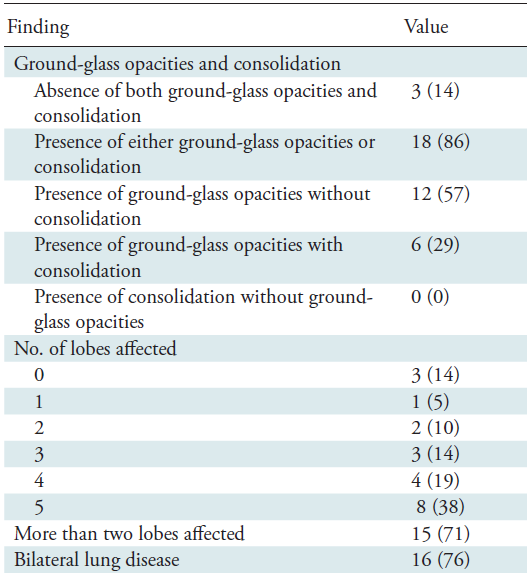 Finding Value
Ground-glass opacities and consolidation
Absence of both ground-glass opacities and 3 (14)
consolidation
Presence of either ground-glass opacities or 18 (86)
consolidation
Presence of ground-glass opacities without 12 (57)
consolidation
Presence of ground-glass opacities with 6 (29)
consolidation
Presence of consolidation without ground- 0 (0)
glass opacities
No. of lobes affected
0 3 (14)
1 1 (5)
2 2 (10)
3 3 (14)
4 4 (19)
5 8 (38)
More than two lobes affected 15 (71)
Bilateral lung disease 16 (76)